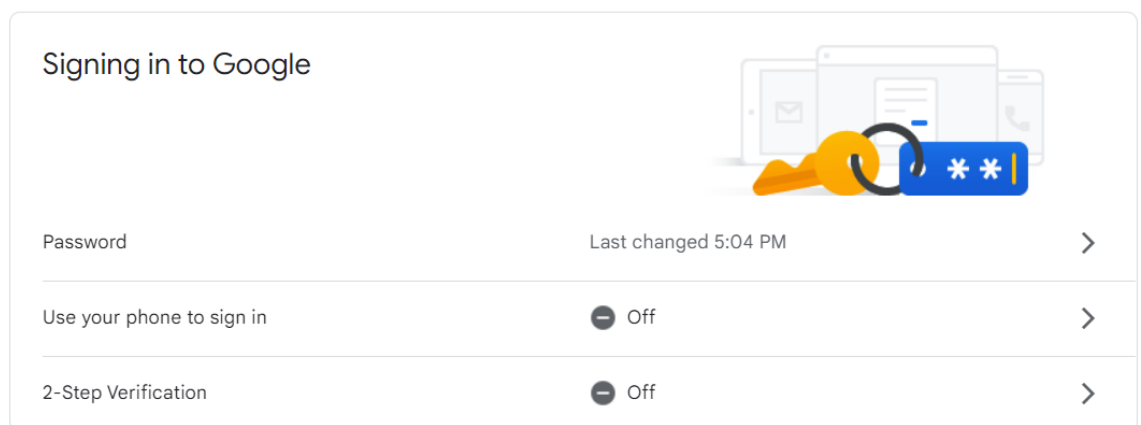 Signing in to Google
**
Password
Last changed 5:04 PM
Use your phone to sign in
Off
2-Step Verification
Off